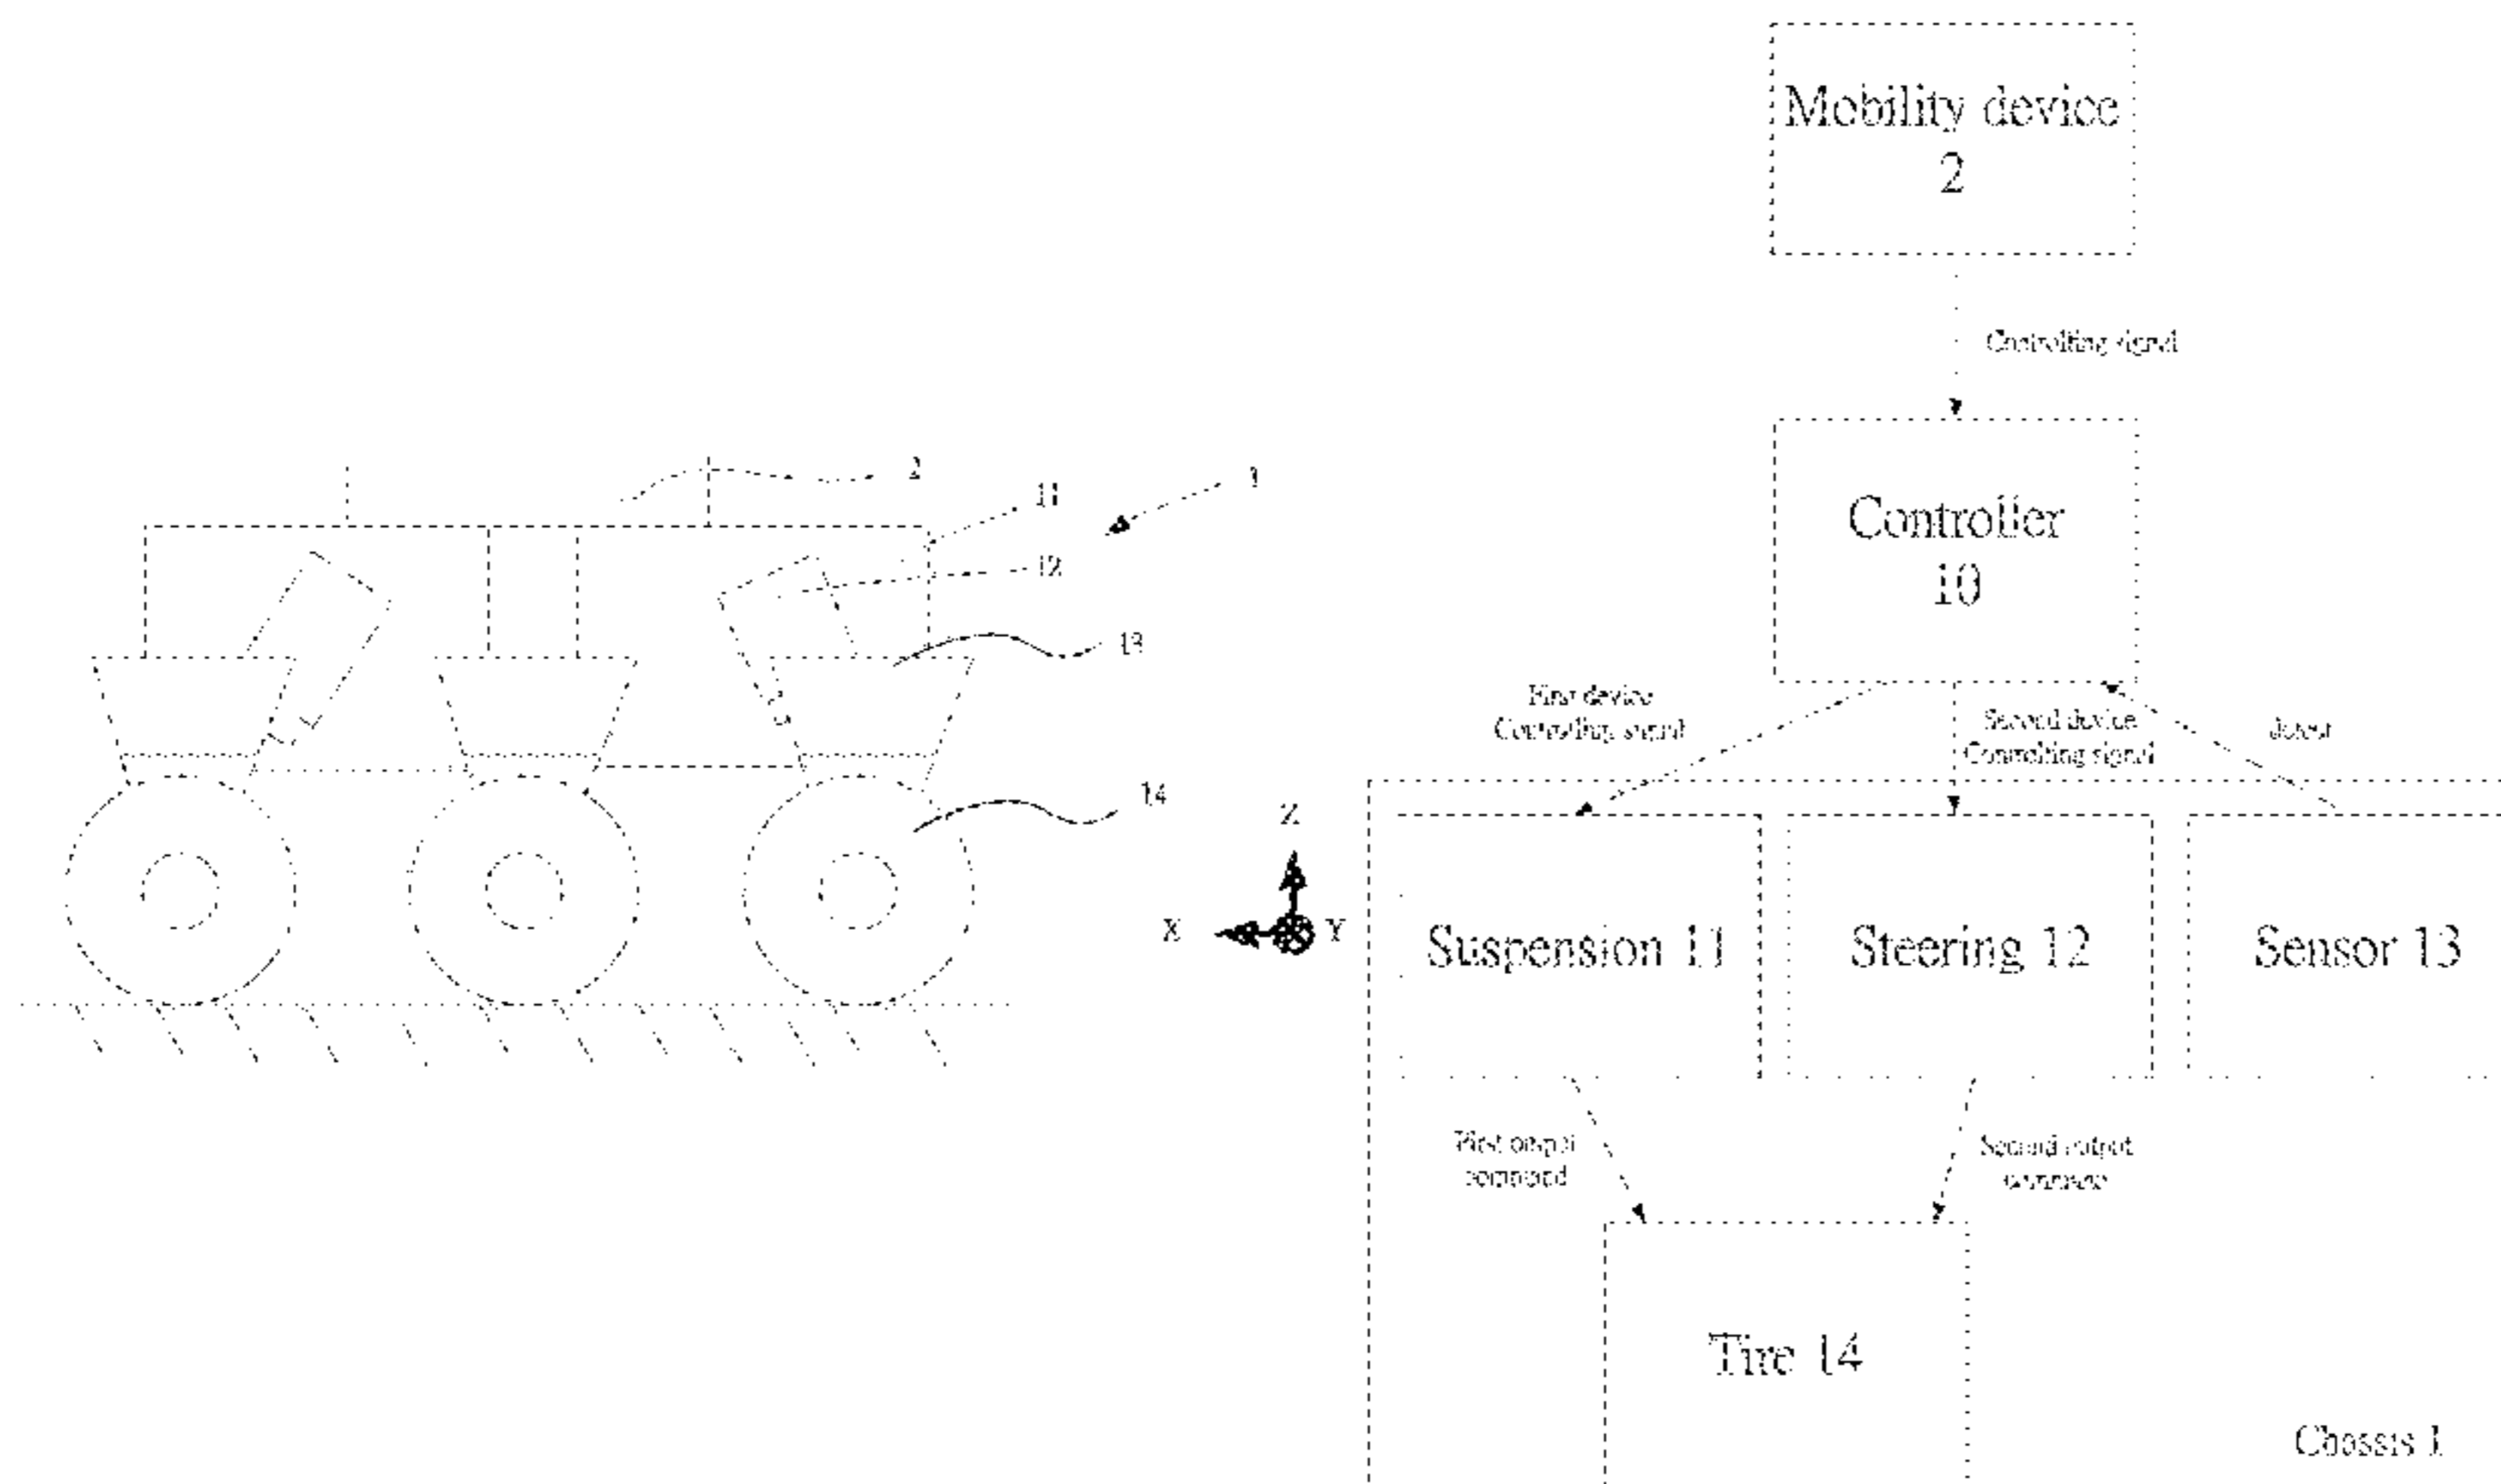 Mobility device
2
Controlling signal
Controller
10
First device
Controlling signal
Second device
Controlling signal
2
1
11
12
13
14
Z
X
Y
Suspension 11
Steering 12
Sensor 13
First output
command
Second output
Tire 14
Chassis 1